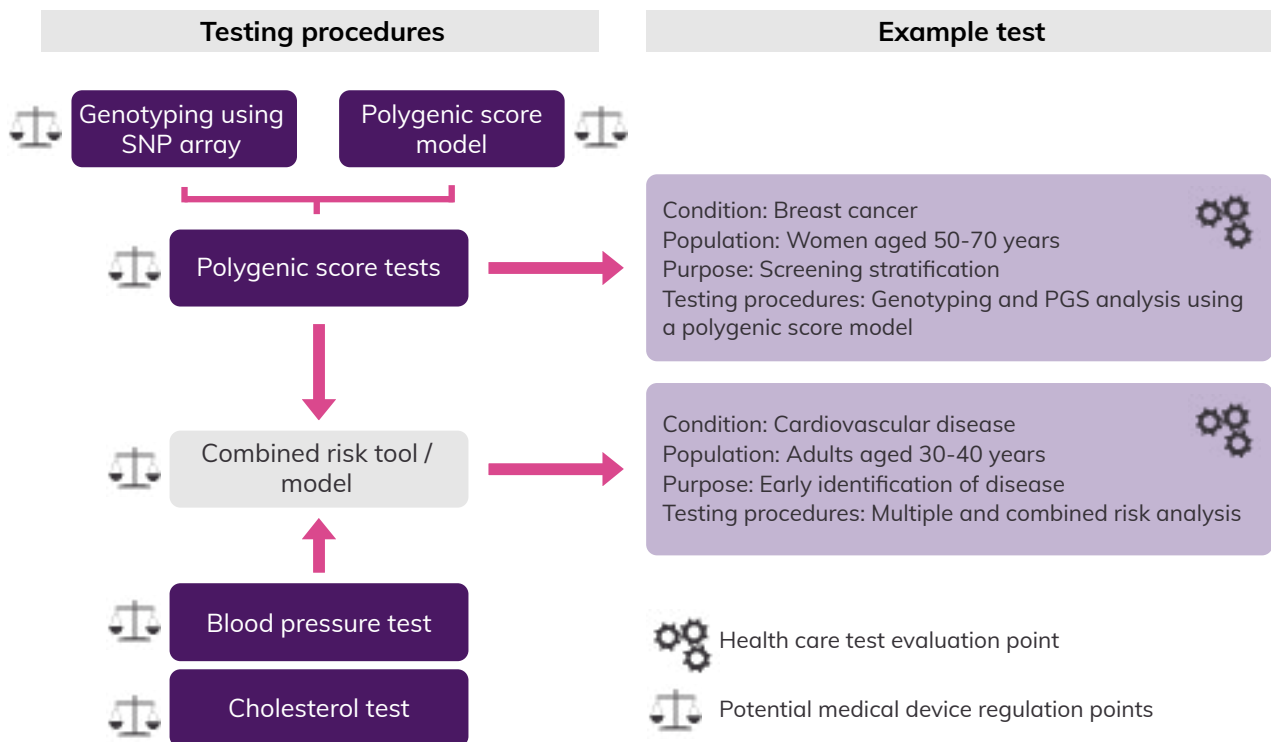 Testing procedures
Example test
Genotyping using
SNP array
Polygenic score
model
Polygenic score tests
Condition: Breast cancer
Population: Women aged 50-70 years
Purpose: Screening stratification
Testing procedures: Genotyping and PGS analysis using
a polygenic score model
Combined risk tool /
model
Condition: Cardiovascular disease
Population: Adults aged 30-40 years
Purpose: Early identification of disease
Testing procedures: Multiple and combined risk analysis
Blood pressure test
Cholesterol test
Health care test evaluation point
Potential medical device regulation points